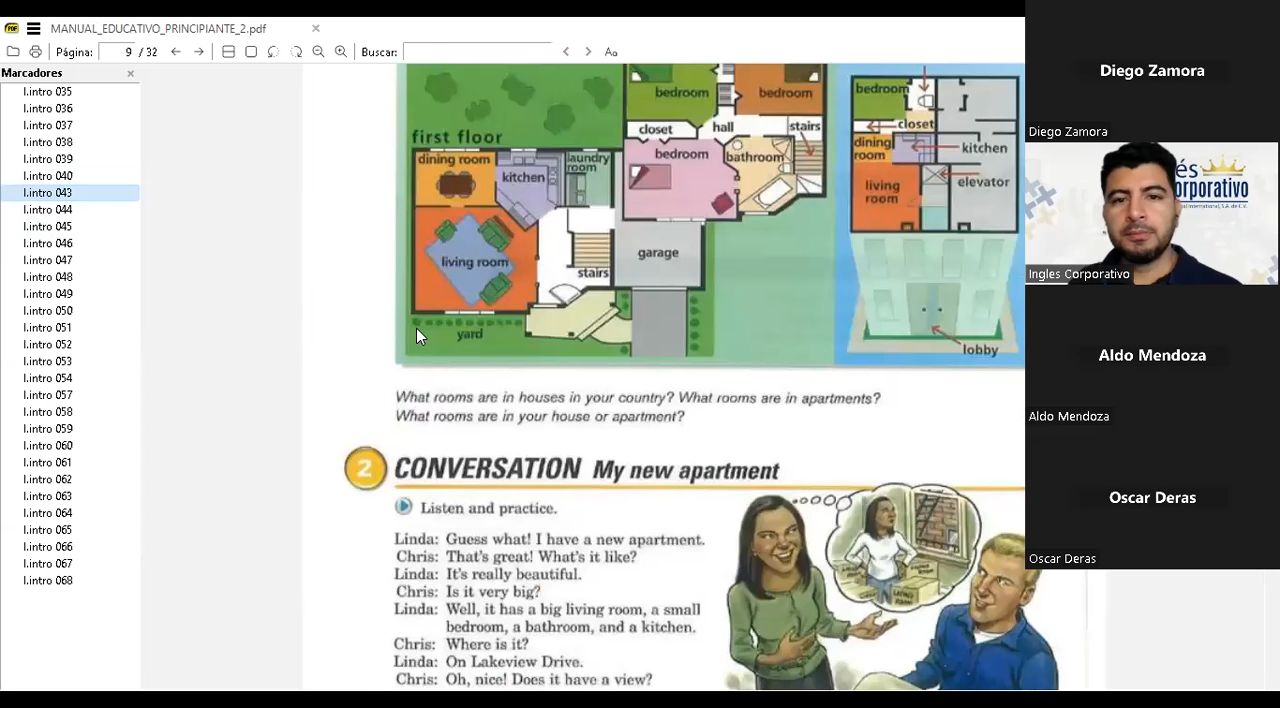 MANUAL_EDUCATIVO_PRINCIPIANTE_2.pdf
Página: 9 / 32 Buscar: Aa
Marcadores
I.intro 035
I.intro 036
I.intro 037
I.intro 038
I.intro 039
I.intro 040
I.intro 043
I.intro 044
I.intro 045
I.intro 046
I.intro 047
I.intro 048
I.intro 049
I.intro 050
I.intro 051
I.intro 052
I.intro 053
I.intro 054
I.intro 057
I.intro 058
I.intro 059
I.intro 060
I.intro 061
I.intro 062
I.intro 063
I.intro 064
I.intro 065
I.intro 066
I.intro 067
I.intro 068
first floor
dining room
kitchen
laundry
room
living room
stairs
yard
garage
bedroom
bedroom
closet
hall
stairs
bedroom
bathroom
bedroom
closet
dining
room
kitchen
living
room
elevator
lobby
What rooms are in houses in your country? What rooms are in apartments?
What rooms are in your house or apartment?
2 CONVERSATION My new apartment
Listen and practice.
Linda: Guess what! I have a new apartment.
Chris: That's great! What's it like?
Linda: It's really beautiful.
Chris: Is it very big?
Linda: Well, it has a big living room, a small
bedroom, a bathroom, and a kitchen.
Chris: Where is it?
Linda: On Lakeview Drive.
Chris: Oh, nice! Does it have a view?
Diego Zamora
Diego Zamora
és
orporativo
Ingles Corporativo
Aldo Mendoza
Aldo Mendoza
Oscar Deras
Oscar Deras